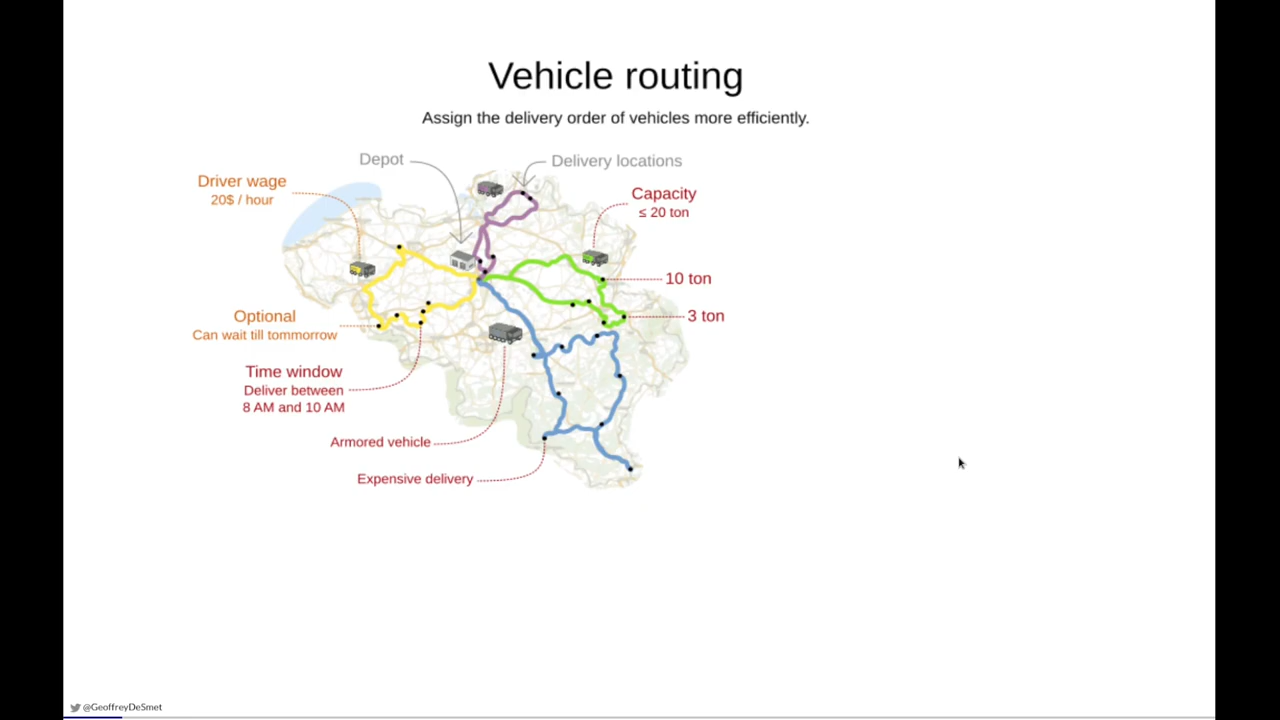 Vehicle routing
Assign the delivery order of vehicles more efficiently.
Depot
Delivery locations
Driver wage
20$ / hour
Capacity
≤ 20 ton
10 ton
3 ton
Optional
Can wait till tommorrow
Time window
Deliver between
8 AM and 10 AM
Armored vehicle
Expensive delivery
@GeoffreyDeSmet